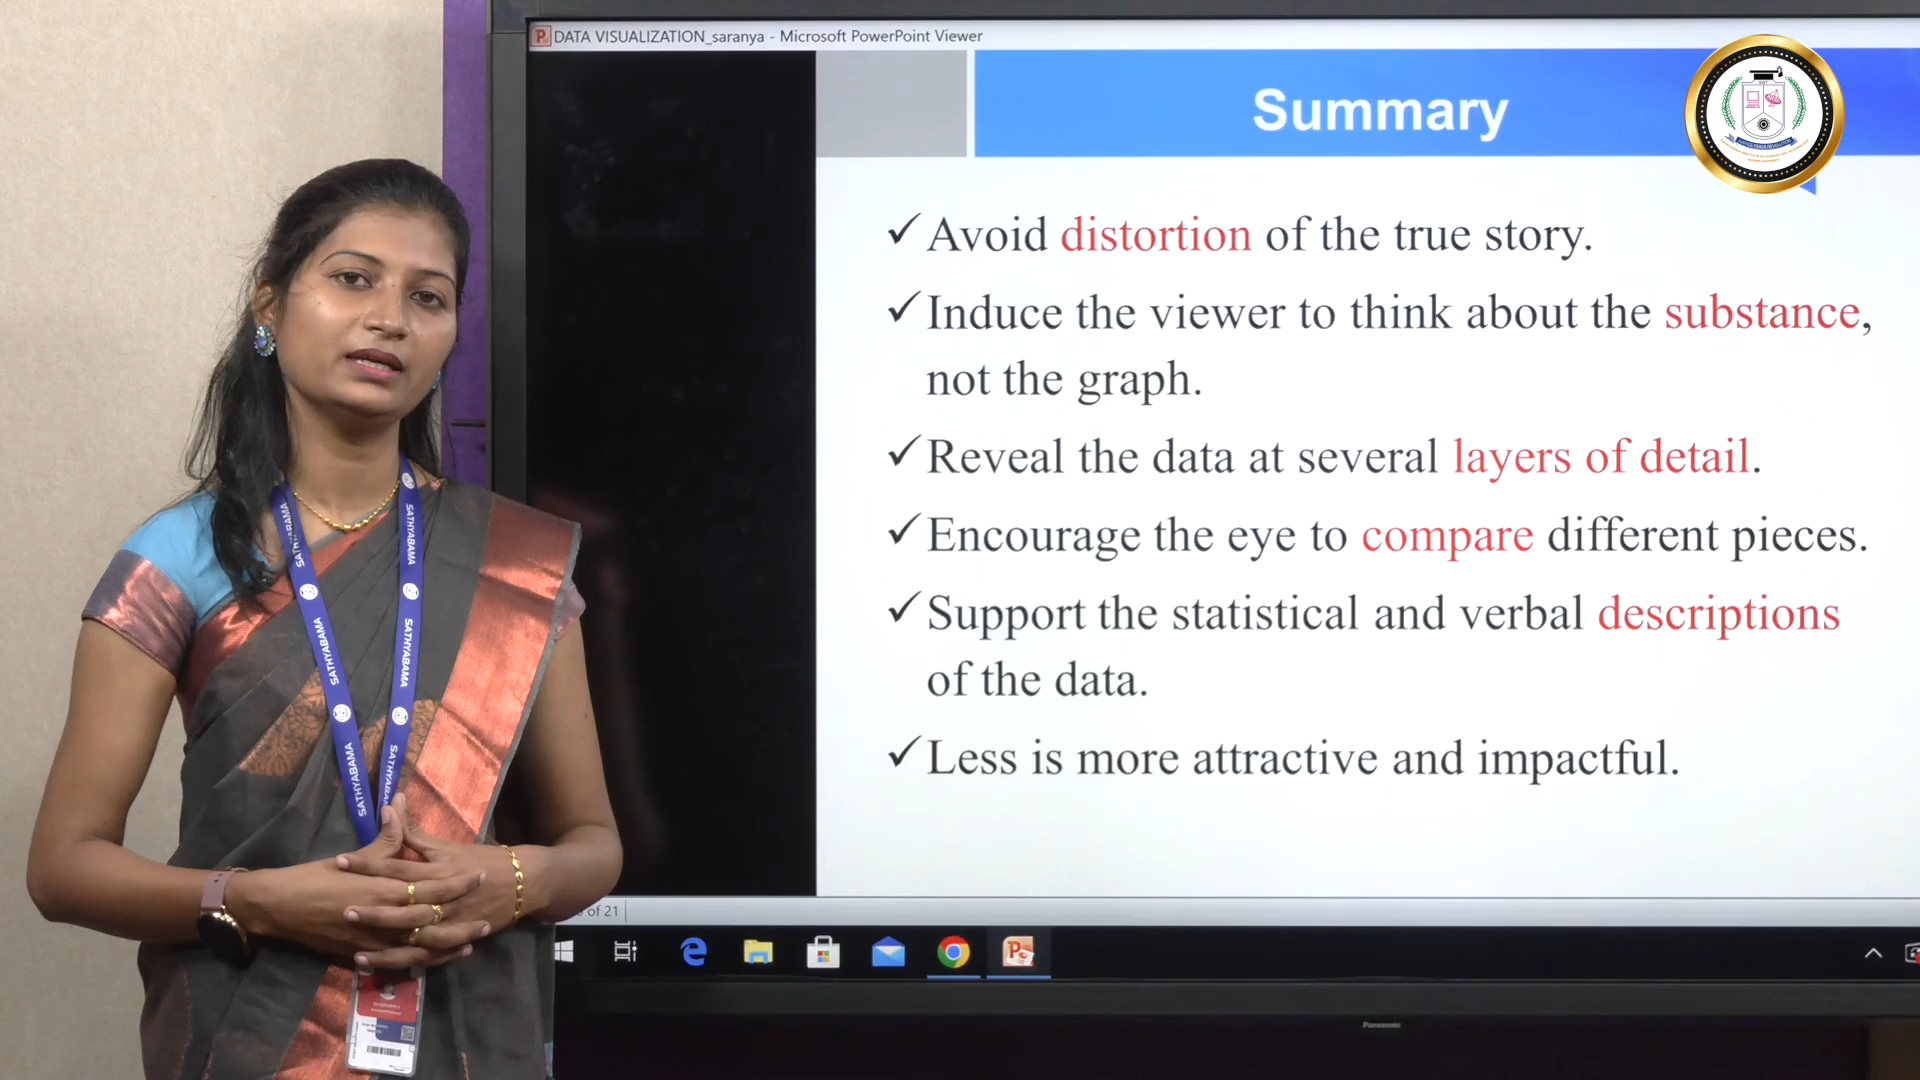 DATA VISUALIZATION_saranya - Microsoft PowerPoint Viewer
Summary
✓ Avoid distortion of the true story.
✓ Induce the viewer to think about the substance,
not the graph.
✓ Reveal the data at several layers of detail.
✓ Encourage the eye to compare different pieces.
✓ Support the statistical and verbal descriptions
of the data.
✓ Less is more attractive and impactful.
of 21
Panasonic
SATHYABAMA
SATHYABAMA
SATHYABAMA
SATHYABAMA
SATHYABAMA
SATHYABAMA